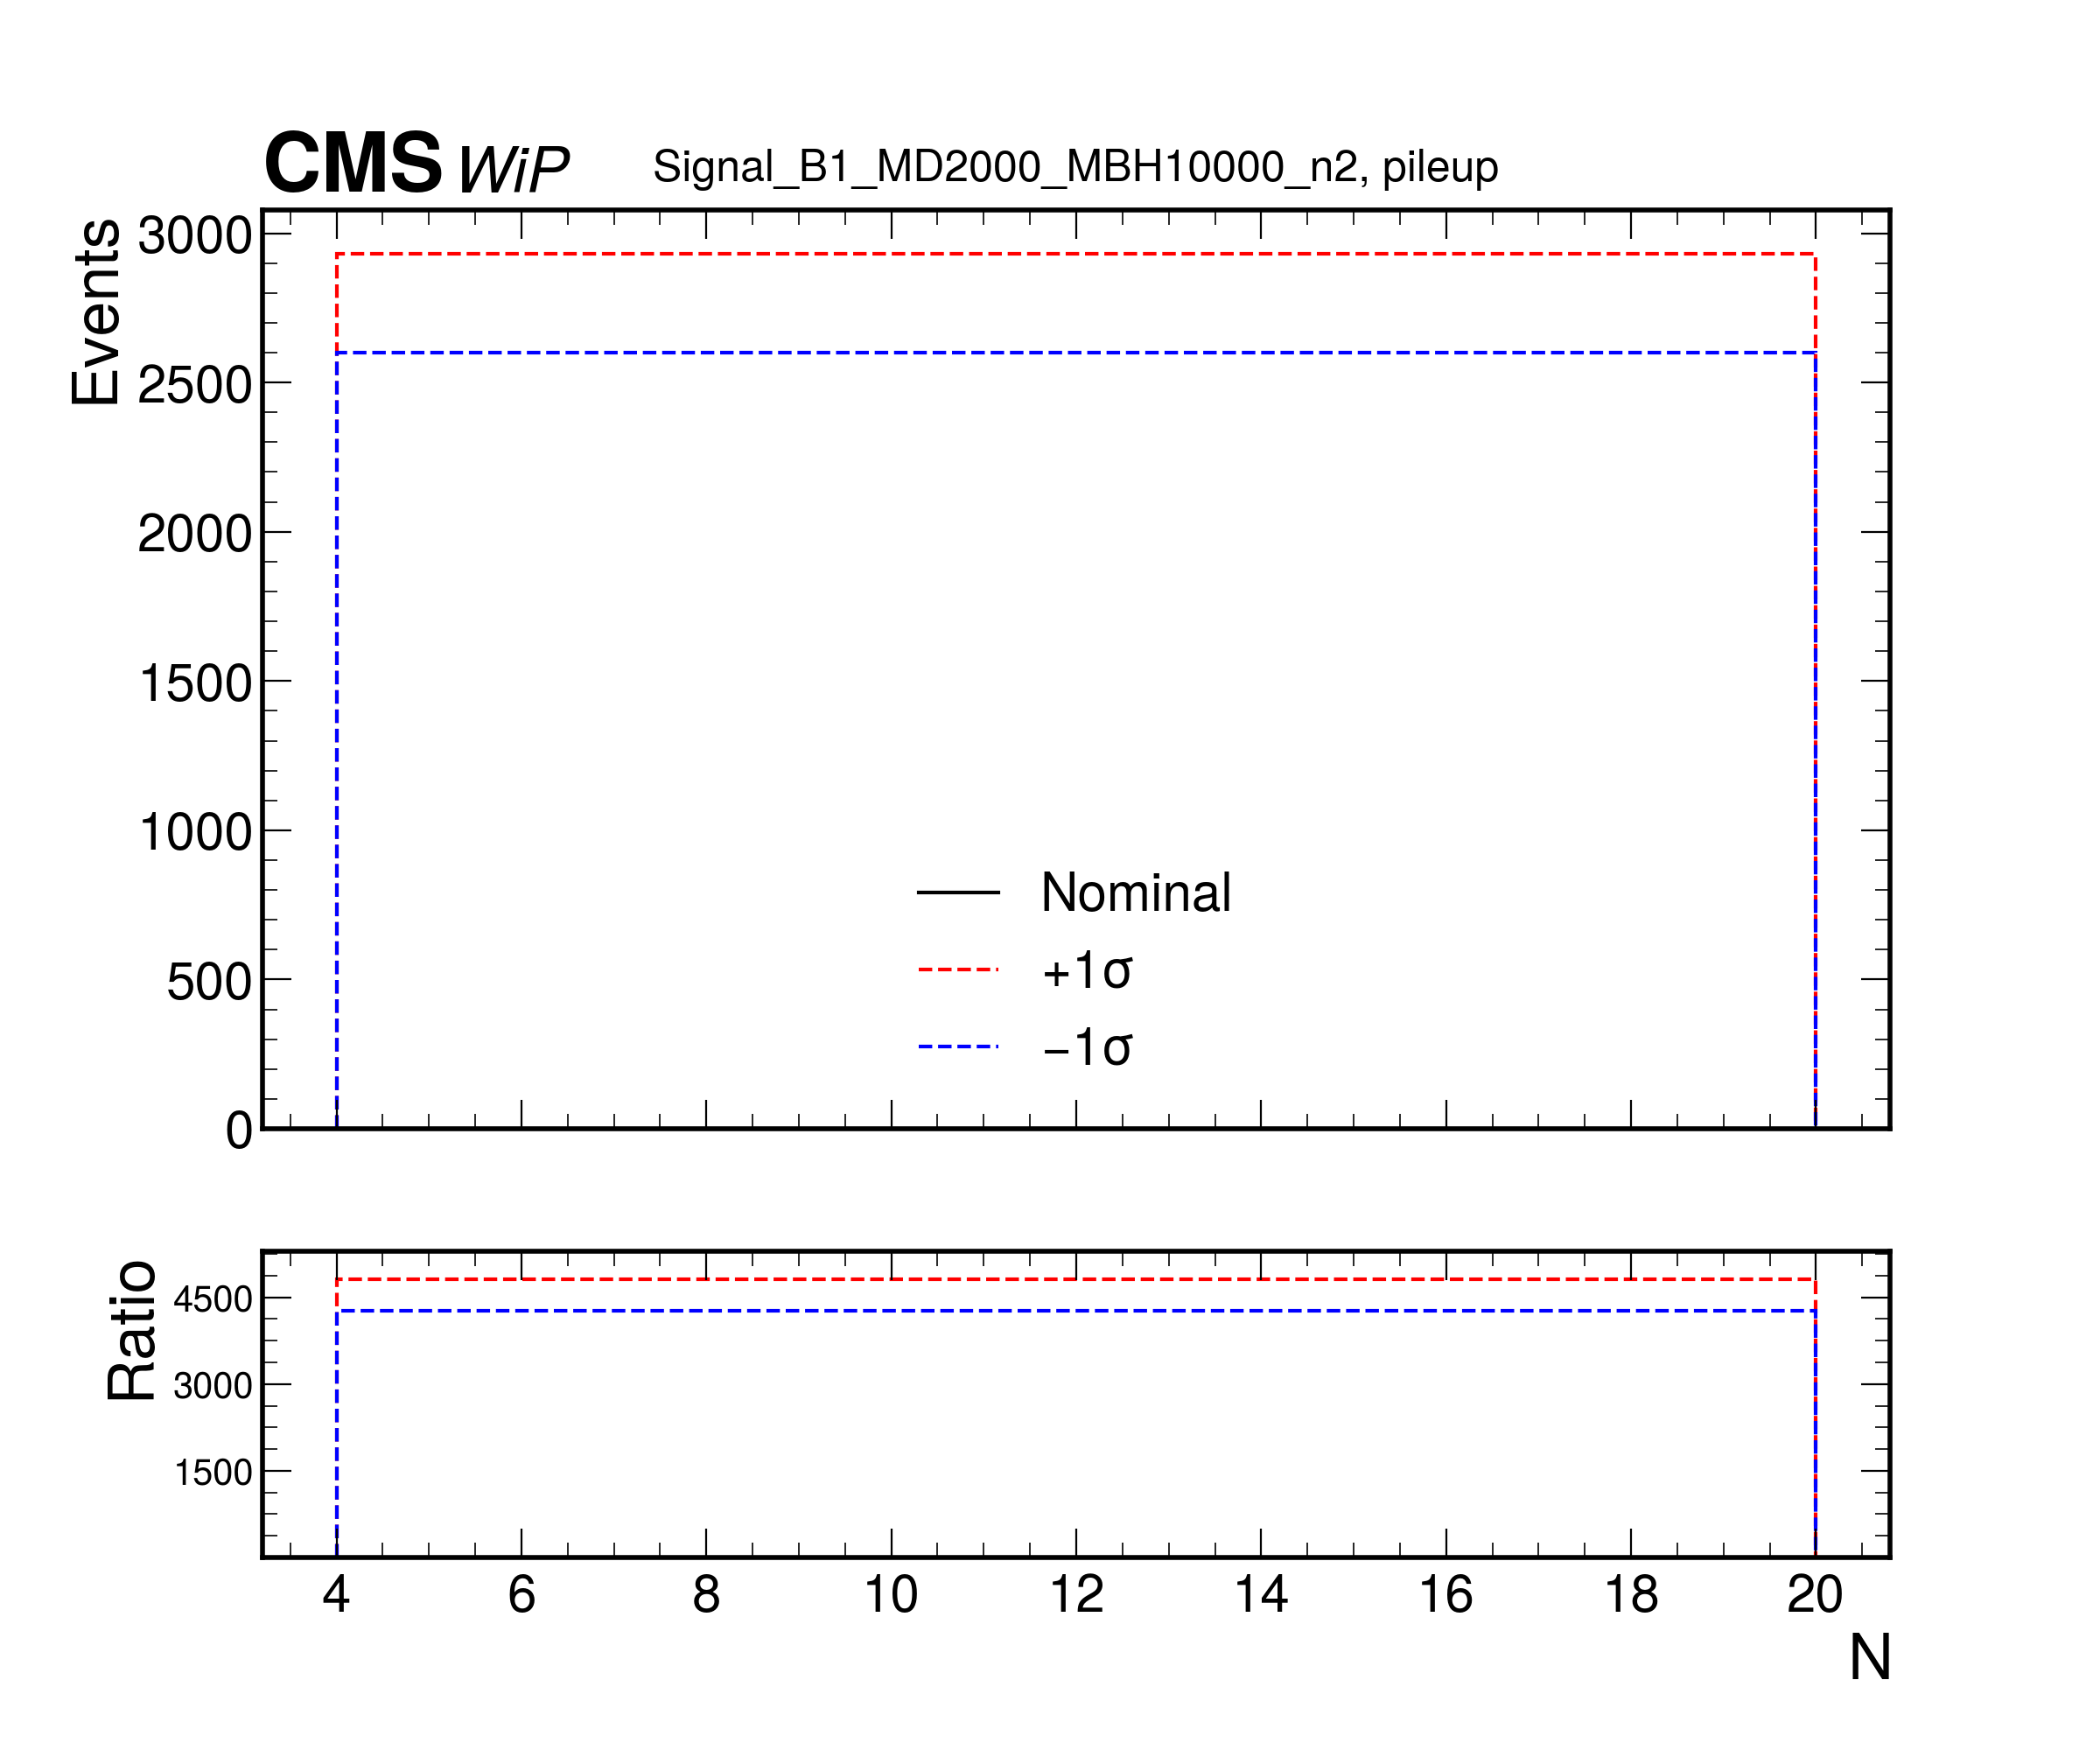 CMS WiP Signal_B1_MD2000_MBH10000_n2, pileup
Events
3000
2500
2000
1500
1000
500
0
Nominal
+1σ
−1σ
Ratio
4500
3000
1500
4 6 8 10 12 14 16 18 20
N